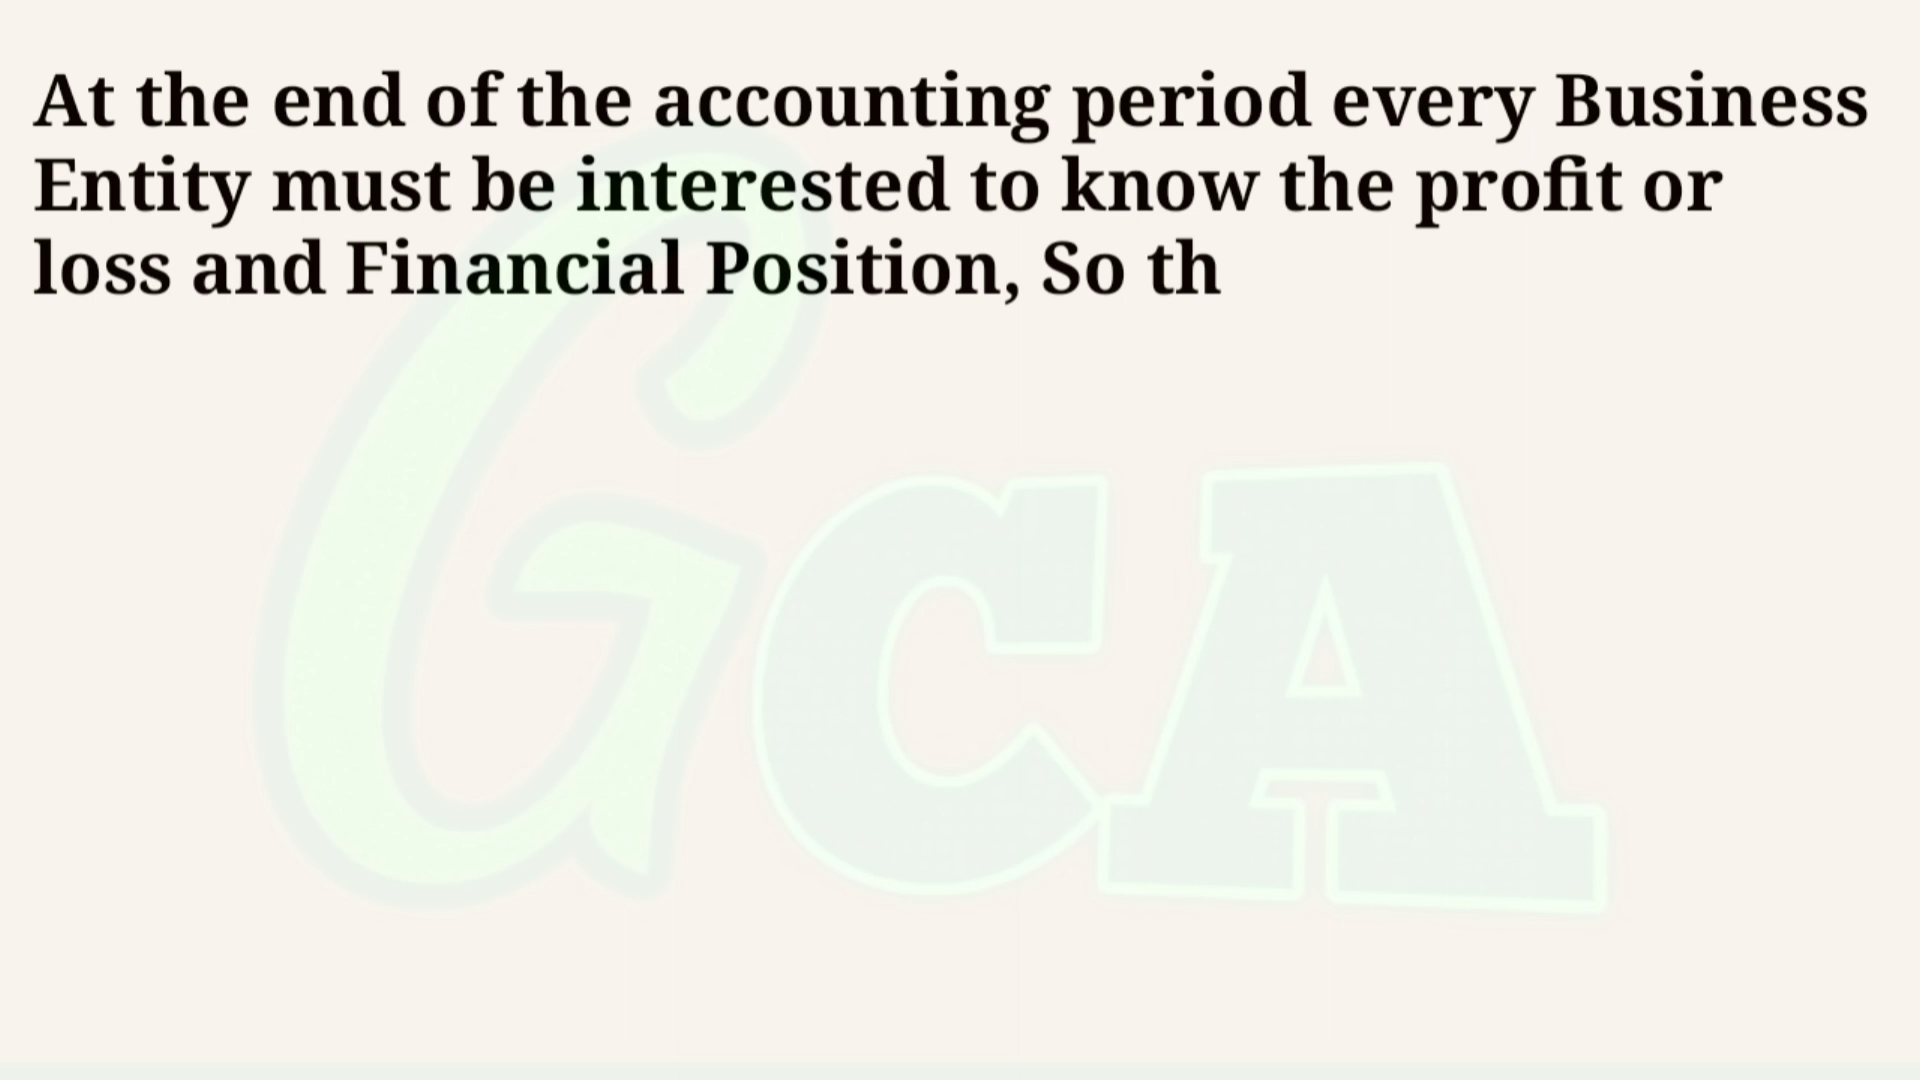 At the end of the accounting period every Business
Entity must be interested to know the profit or
loss and Financial Position, So th
GCA